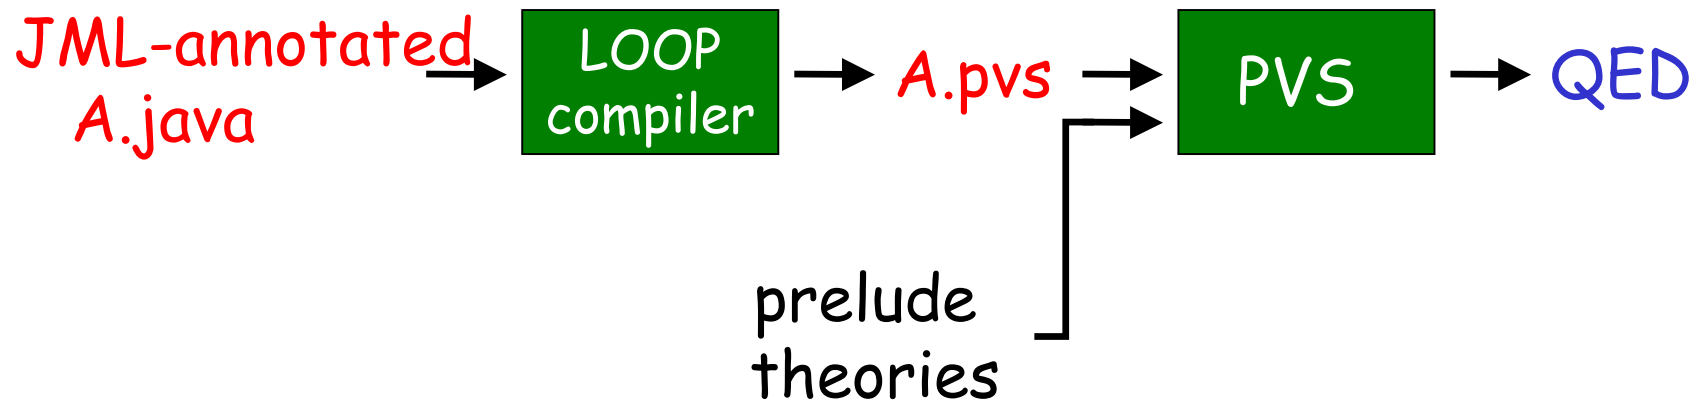 JML-annotated
A.java
LOOP
compiler
A.pvs
PVS
QED
prelude
theories